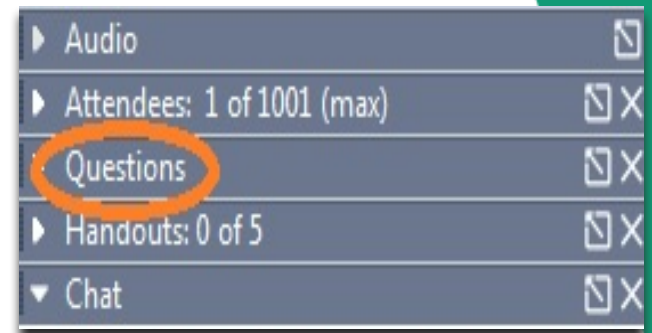 Audio
Attendees: 1 of 1001 (max)
Questions
Handouts: 0 of 5
Chat